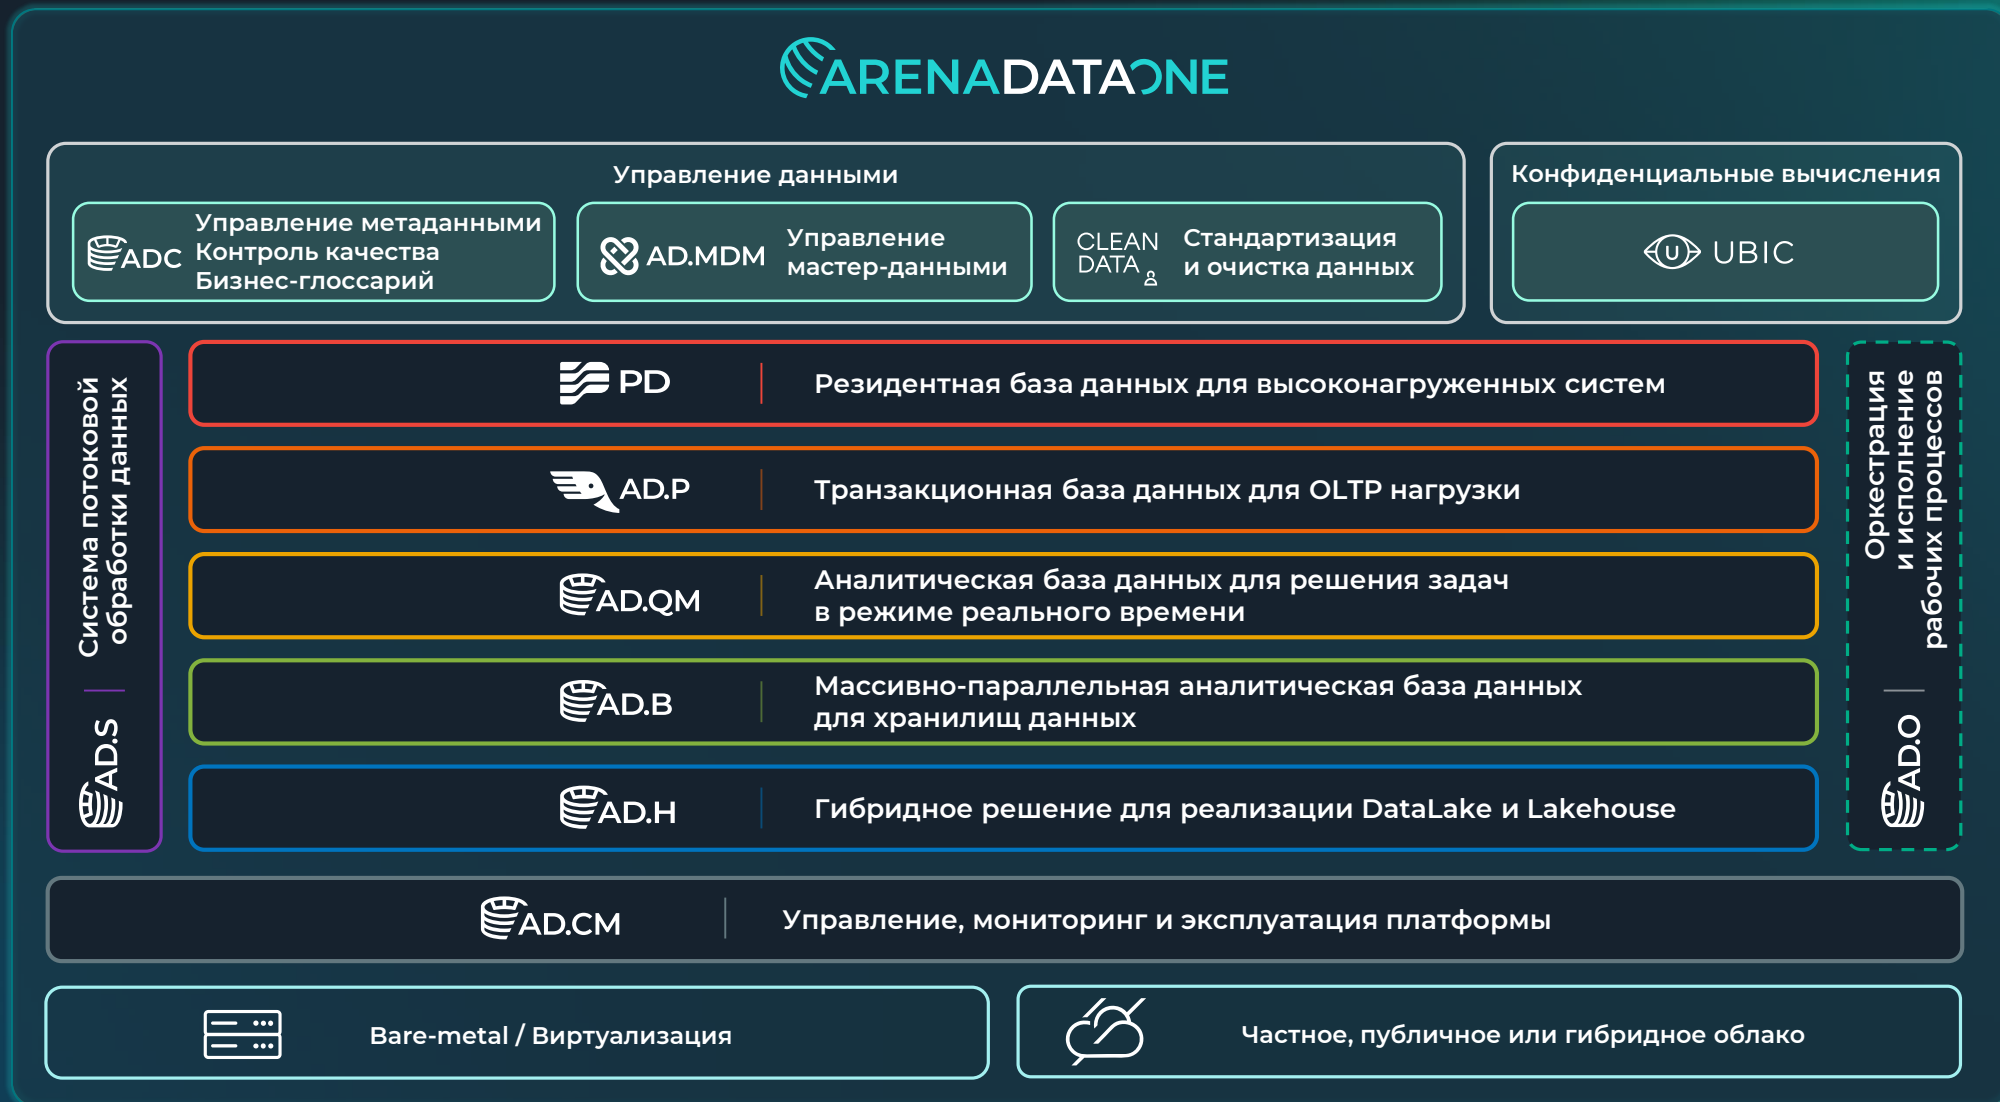 ARENADATAONE
Управление данными
ADC
Управление метаданными
Контроль качества
Бизнес-глоссарий
AD.MDM
Управление
мастер-данными
CLEAN
DATA
Стандартизация
и очистка данных
Конфиденциальные вычисления
U
UBIC
Система потоковой
обработки данных
AD.S
PD
Резидентная база данных для высоконагруженных систем
AD.P
Транзакционная база данных для OLTP нагрузки
AD.QM
Аналитическая база данных для решения задач
в режиме реального времени
AD.B
Массивно-параллельная аналитическая база данных
для хранилищ данных
AD.H
Гибридное решение для реализации DataLake и Lakehouse
Оркестрация
и исполнение
рабочих процессов
AD.O
AD.CM
Управление, мониторинг и эксплуатация платформы
Bare-metal / Виртуализация
Частное, публичное или гибридное облако